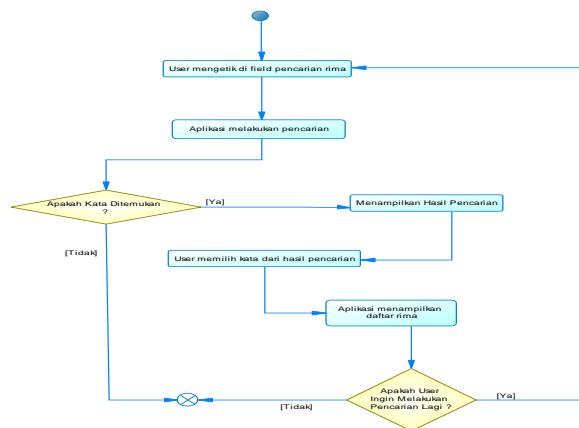 User mengetik di field pencarian rima
Aplikasi melakukan pencarian
Apakah Kata Ditemukan
?
[Ya]
Menampilkan Hasil Pencarian
[Tidak]
User memilih kata dari hasil pencarian
Aplikasi menampilkan
daftar rima
Apakah User
Ingin Melakukan
Pencarian Lagi ?
[Ya]
[Tidak]